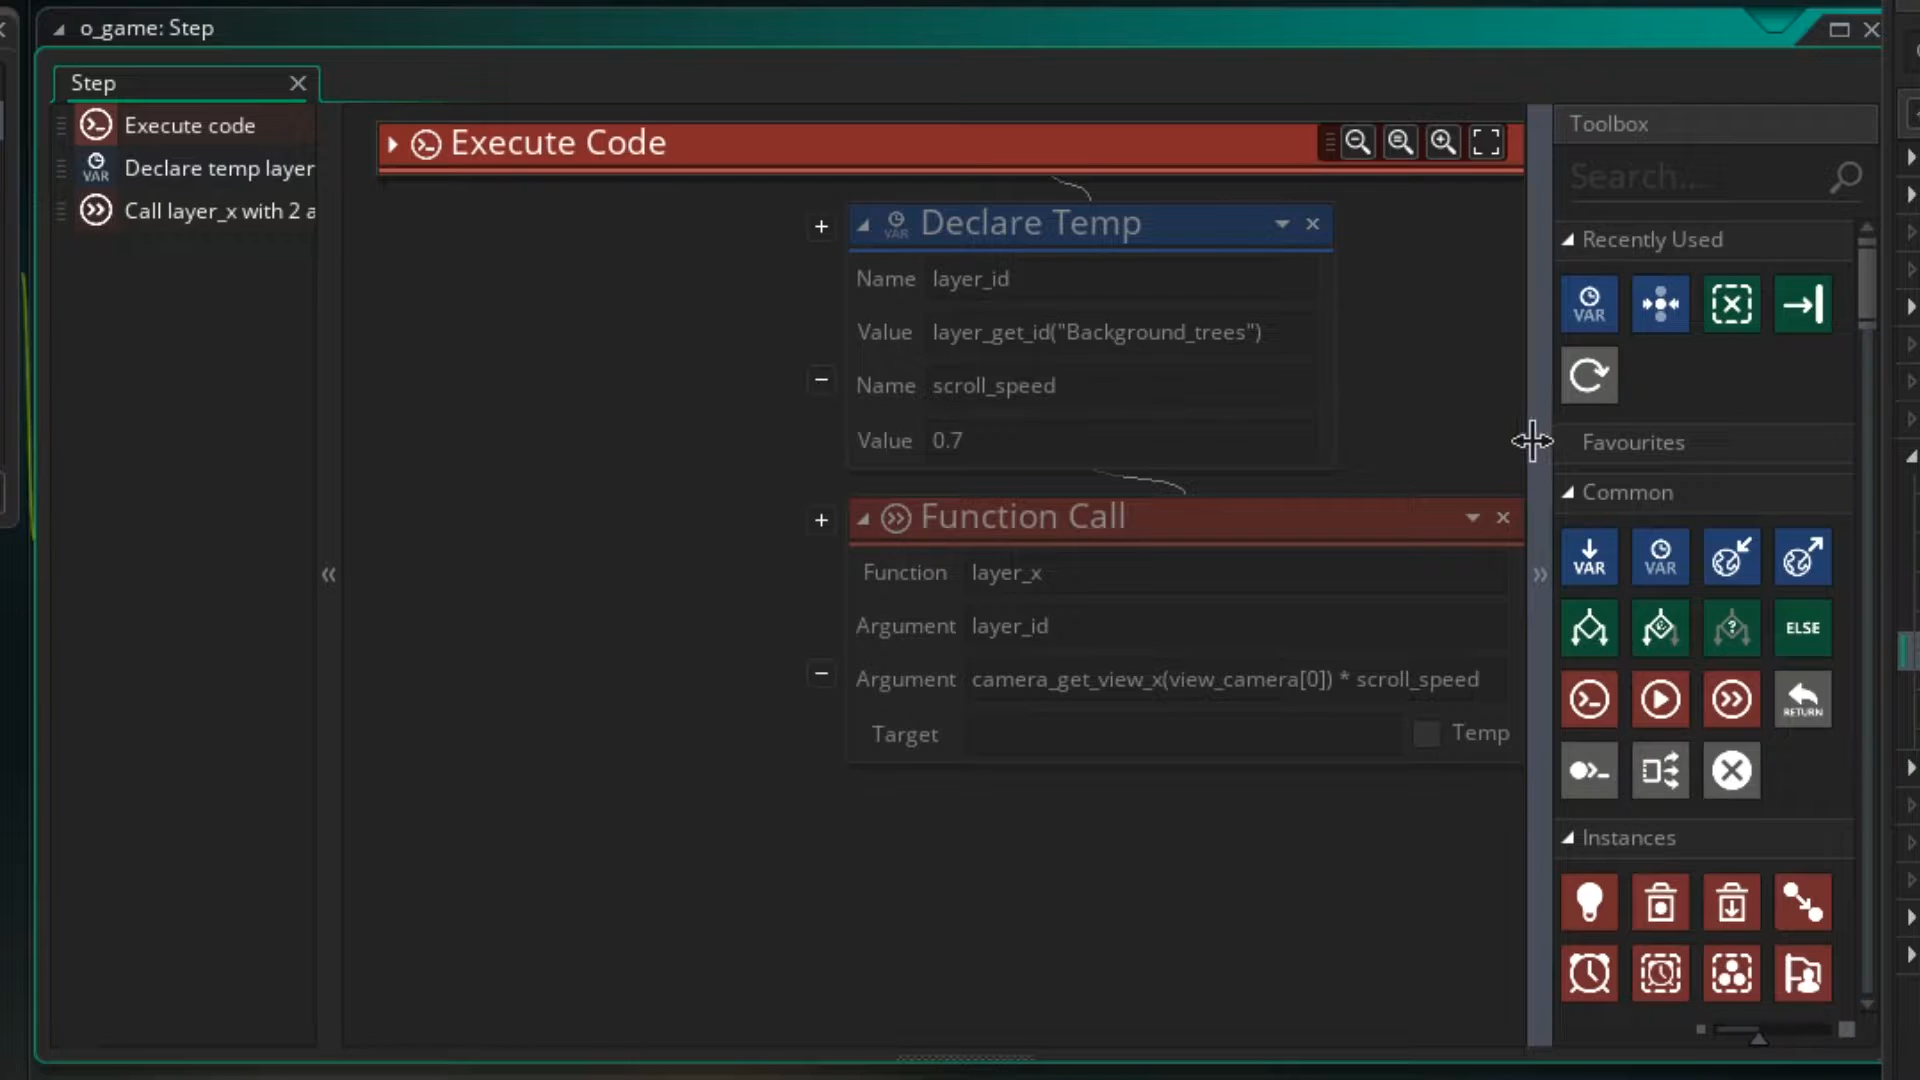 o_game: Step
Step
Execute code
VAR Declare temp layer
Call layer_x with 2 a
Execute Code
VAR Declare Temp
Name layer_id
Value layer_get_id("Background_trees")
Name scroll_speed
Value 0.7
Function Call
Function layer_x
Argument layer_id
Argument camera_get_view_x(view_camera[0]) * scroll_speed
Target Temp
Toolbox
Search....
Recently Used
VAR
Favourites
Common
VAR VAR
ELSE
RETURN
Instances